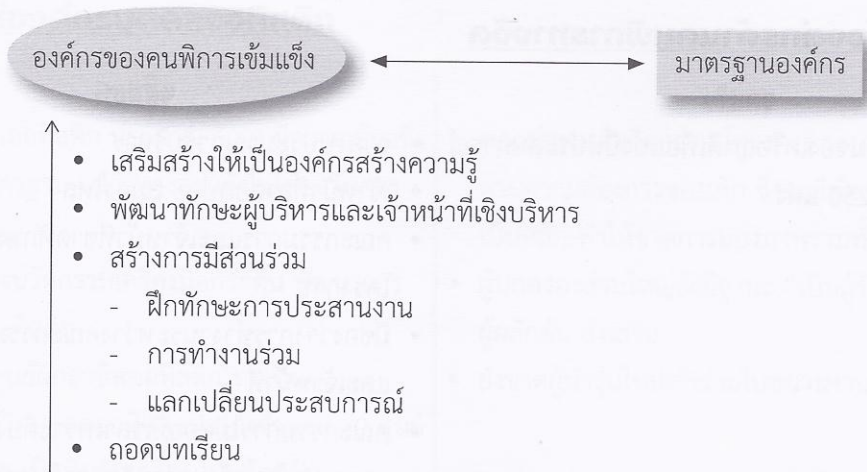 องค์กรของคนพิการเข้มแข็ง
มาตรฐานองค์กร
• เสริมสร้างให้เป็นองค์กรสร้างความรู้
• พัฒนาทักษะผู้บริหารและเจ้าหน้าที่เชิงบริหาร
• สร้างการมีส่วนร่วม
- ฝึกทักษะการประสานงาน
- การทำงานร่วม
- แลกเปลี่ยนประสบการณ์
• ถอดบทเรียน